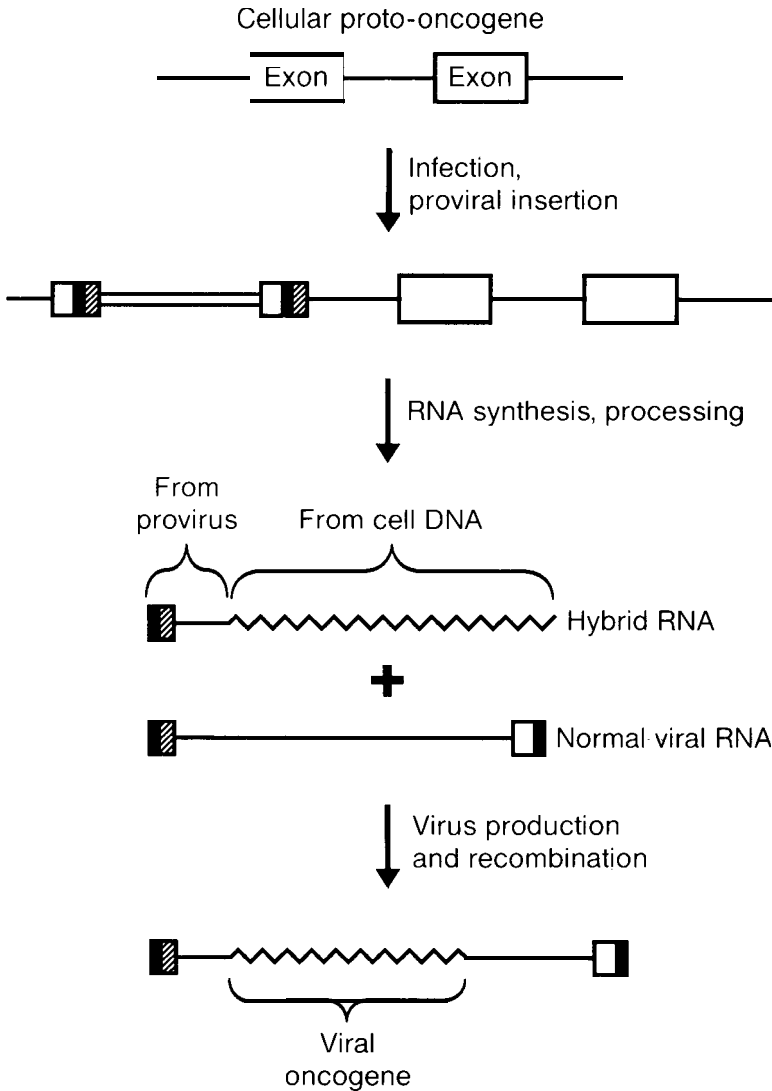 Cellular proto-oncogene
Exon Exon
Infection,
proviral insertion
RNA synthesis, processing
From
provirus
From cell DNA
Hybrid RNA
+
Normal viral RNA
Virus production
and recombination
Viral
oncogene